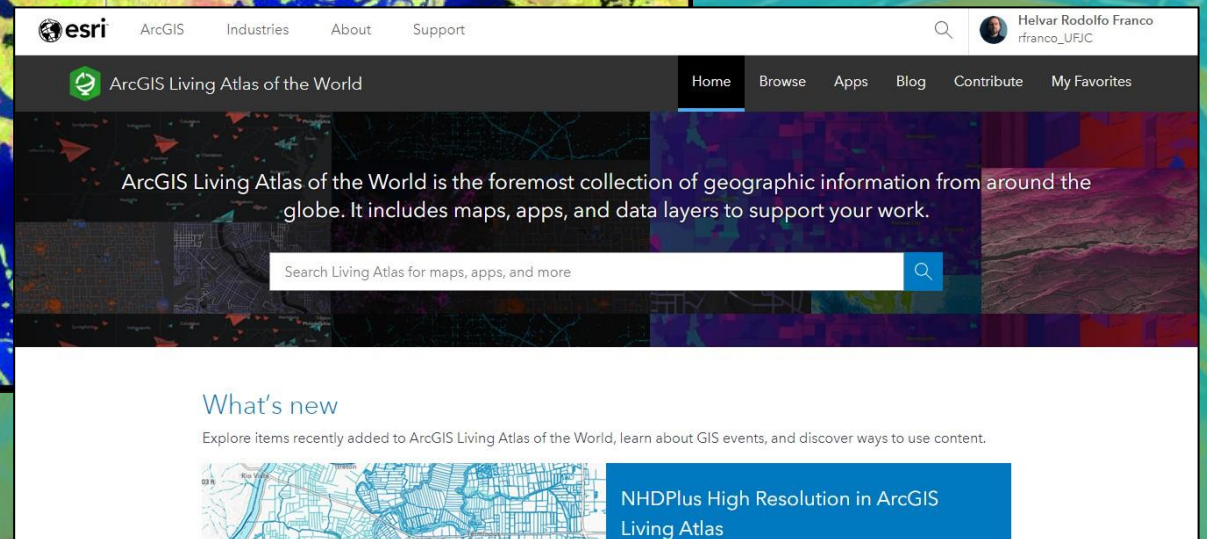 esri ArcGIS Industries About Support Helvar Rodolfo Franco
rfranco_UFJC
ArcGIS Living Atlas of the World Home Browse Apps Blog Contribute My Favorites
ArcGIS Living Atlas of the World is the foremost collection of geographic information from around the
globe. It includes maps, apps, and data layers to support your work.
Search Living Atlas for maps, apps, and more
What's new
Explore items recently added to ArcGIS Living Atlas of the World, learn about GIS events, and discover ways to use content.
Rio Vista
NHDPlus High Resolution in ArcGIS
Living Atlas